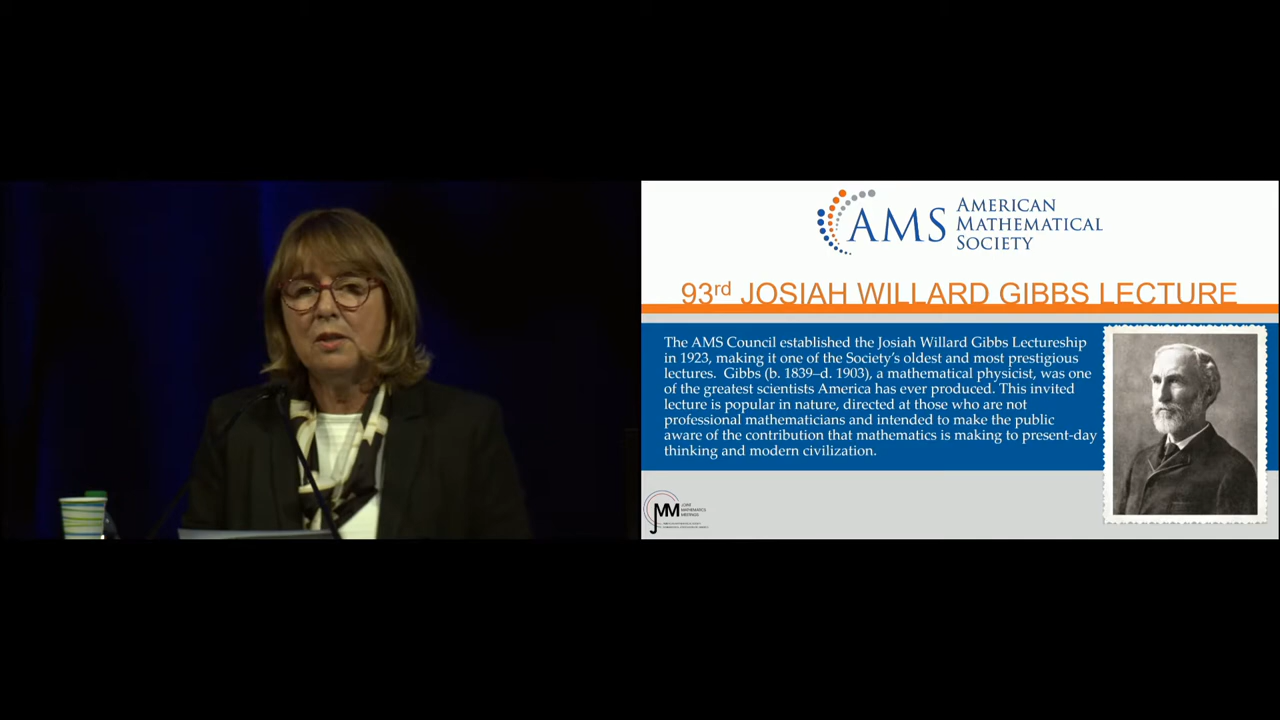 AMS
AMERICAN
MATHEMATICAL
SOCIETY
93rd JOSIAH WILLARD GIBBS LECTURE
The AMS Council established the Josiah Willard Gibbs Lectureship
in 1923, making it one of the Society's oldest and most prestigious
lectures. Gibbs (b. 1839–d. 1903), a mathematical physicist, was one
of the greatest scientists America has ever produced. This invited
lecture is popular in nature, directed at those who are not
professional mathematicians and intended to make the public
aware of the contribution that mathematics is making to present-day
thinking and modern civilization.
JMM
JOINT
MATHEMATICS
MEETINGS